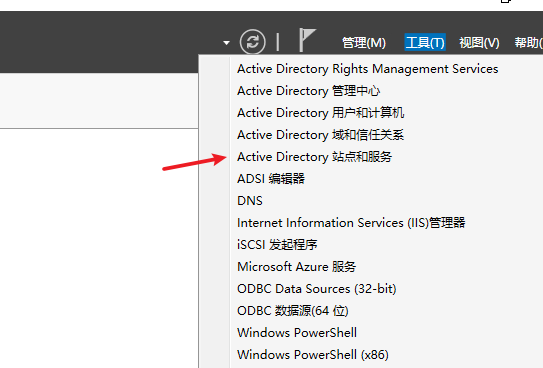 管理(M) 工具(T) 视图(V) 帮助(
Active Directory Rights Management Services
Active Directory 管理中心
Active Directory 用户和计算机
Active Directory 域和信任关系
Active Directory 站点和服务
ADSI 编辑器
DNS
Internet Information Services (IIS)管理器
iSCSI 发起程序
Microsoft Azure 服务
ODBC Data Sources (32-bit)
ODBC 数据源(64 位)
Windows PowerShell
Windows PowerShell (x86)